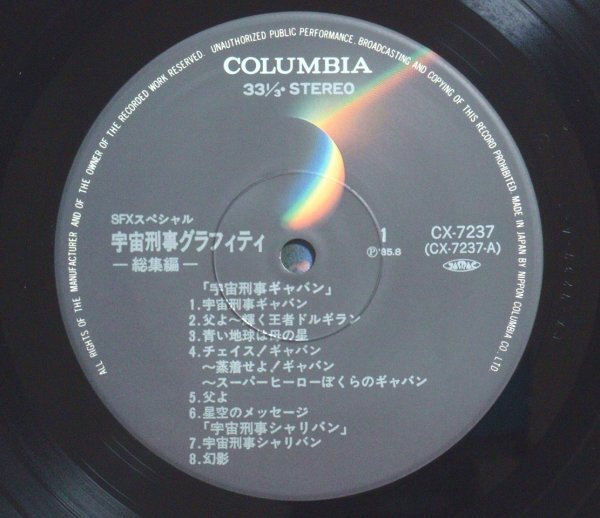 ALL RIGHTS OF THE MANUFACTURER AND OF THE OWNER OF THE RECORDED WORK RESERVED. UNAUTHORIZED PUBLIC PERFORMANCE, BROADCASTING AND COPYING OF THIS RECORD PROHIBITED. MADE IN JAPAN BY NIPPON COLUMBIA CO., LTD.
COLUMBIA
33 1/3 • STEREO
SFXスペシャル
宇宙刑事グラフィティ
—総集編—
1
Ⓟ'85.8
CX-7237
(CX-7237-A)
「宇宙刑事ギャバン」
1.宇宙刑事ギャバン
2.父よ〜輝く王者ドルギラン
3.青い地球は母の星
4.チェイス!ギャバン
〜蒸着せよ!ギャバン
〜スーパーヒーローぼくらのギャバン
5.父よ
6.星空のメッセージ
「宇宙刑事シャリバン」
7.宇宙刑事シャリバン
8.幻影